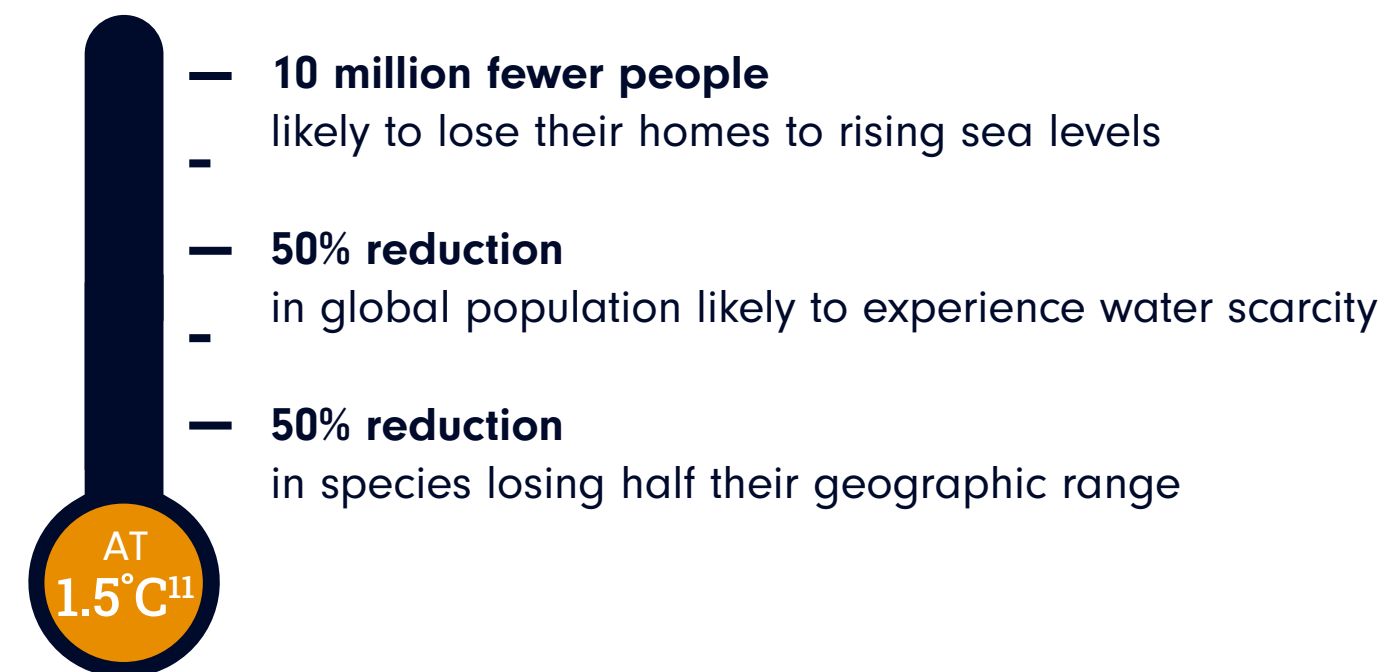 10 million fewer people
likely to lose their homes to rising sea levels
50% reduction
in global population likely to experience water scarcity
50% reduction
in species losing half their geographic range
AT
1.5°C¹¹